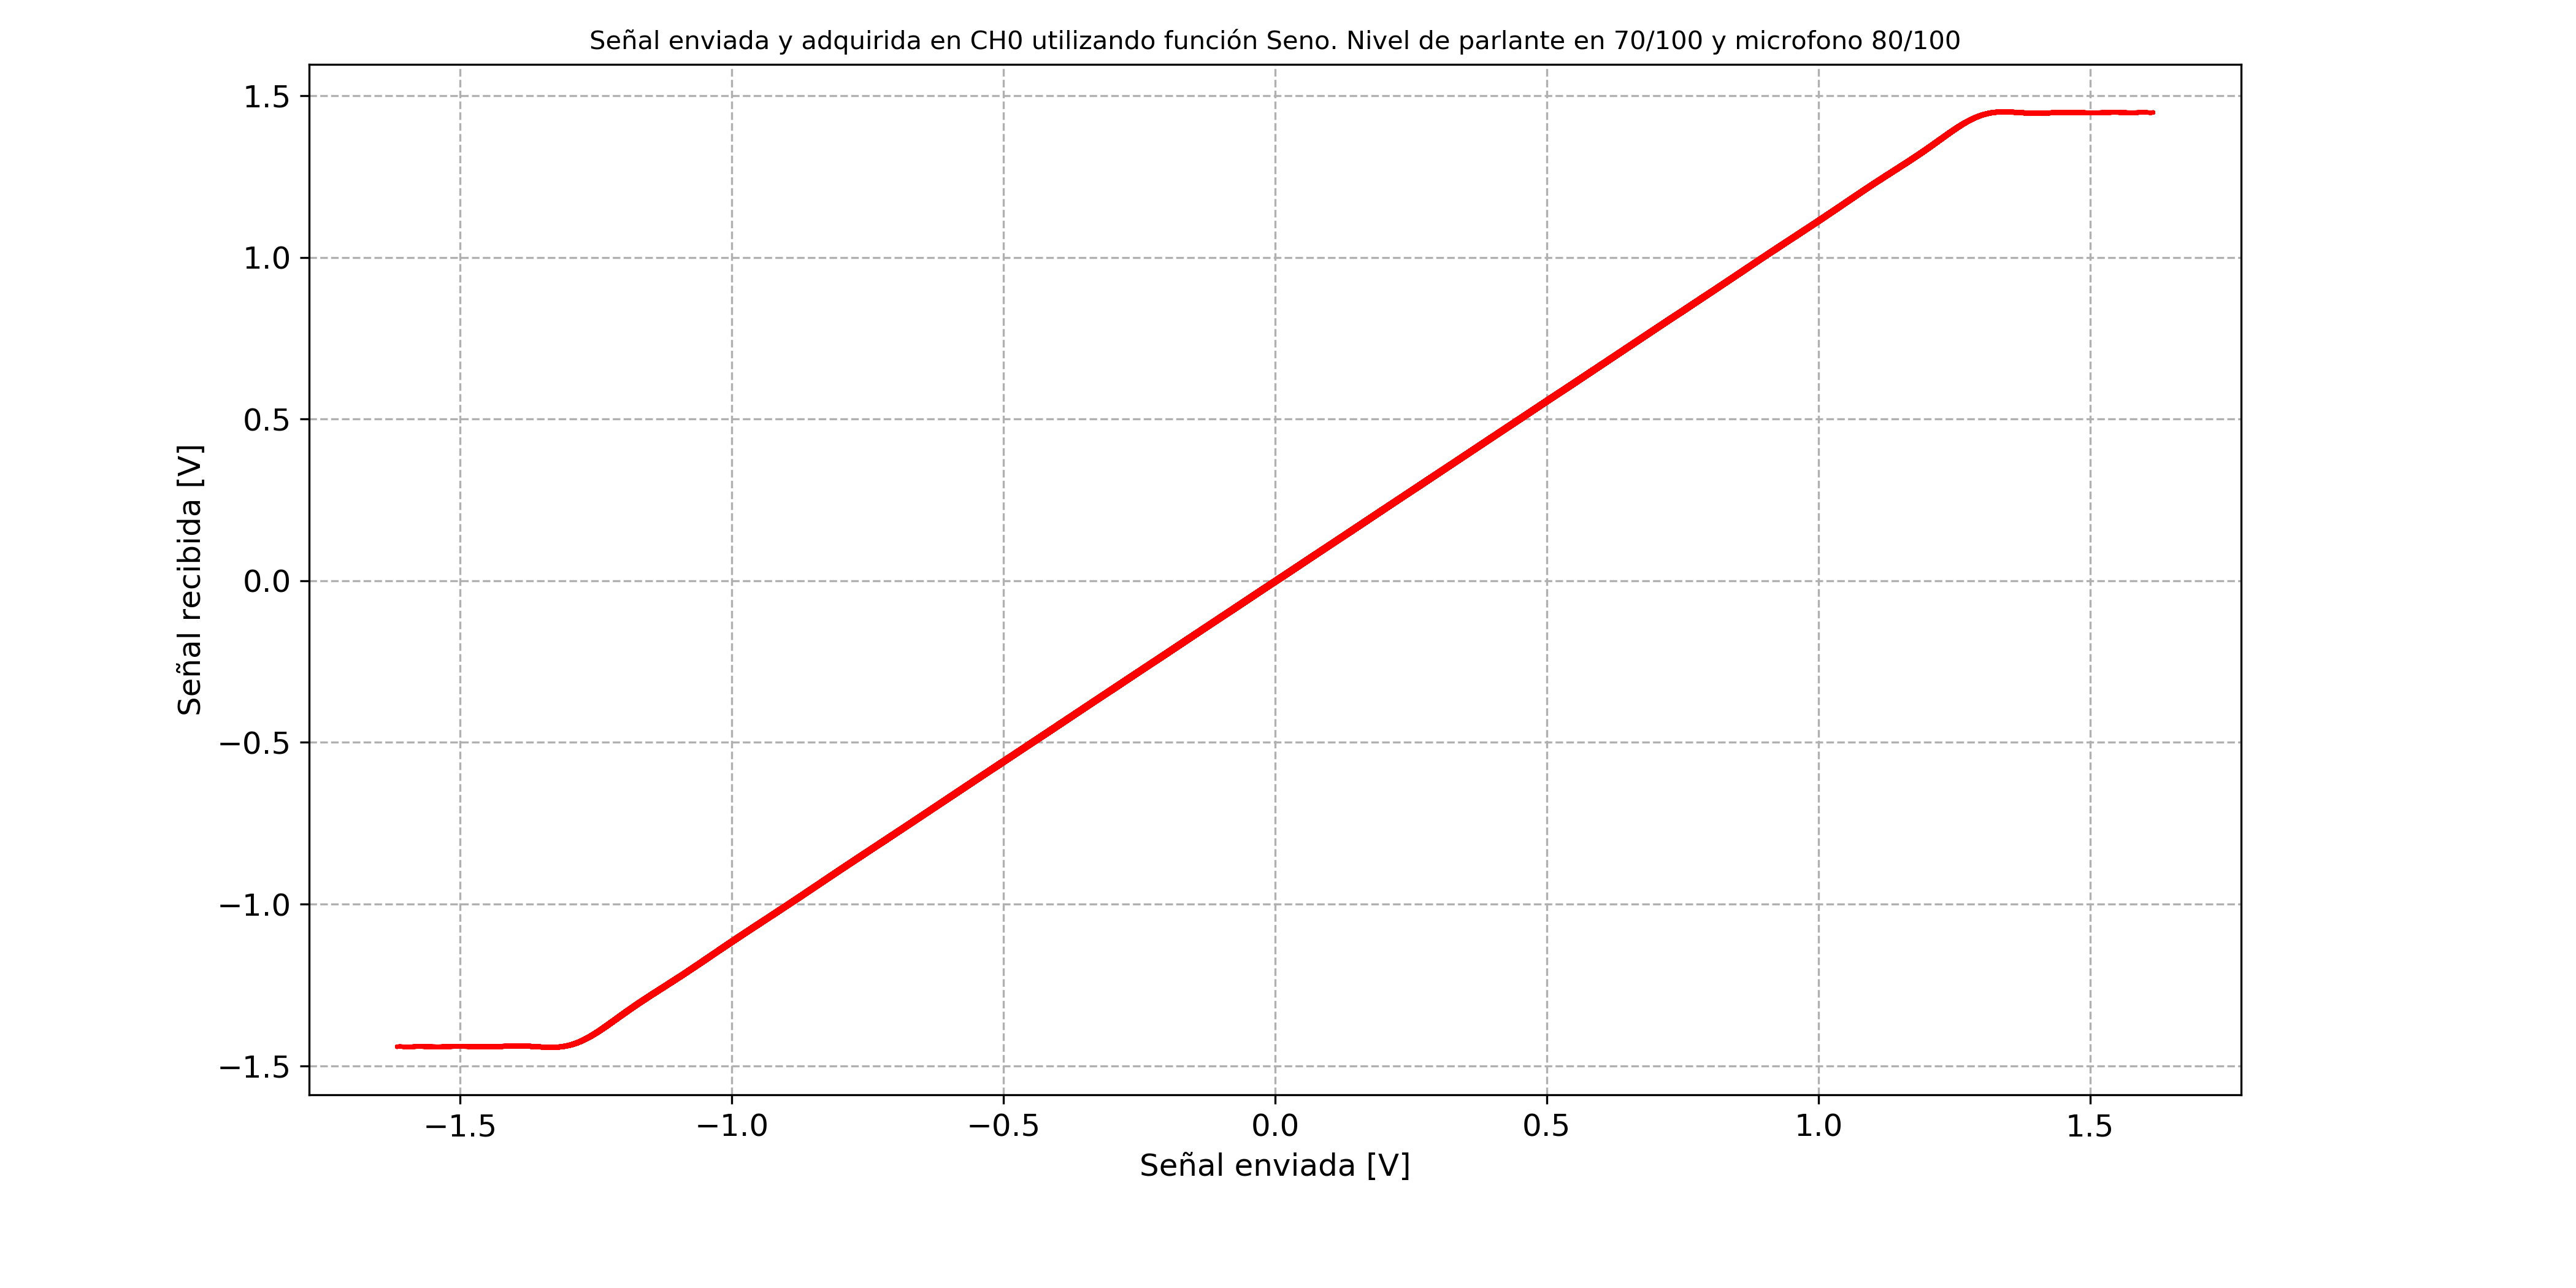 Señal enviada y adquirida en CH0 utilizando función Seno. Nivel de parlante en 70/100 y microfono 80/100
Señal recibida [V]
1.5
1.0
0.5
0.0
−0.5
−1.0
−1.5
−1.5 −1.0 −0.5 0.0 0.5 1.0 1.5
Señal enviada [V]